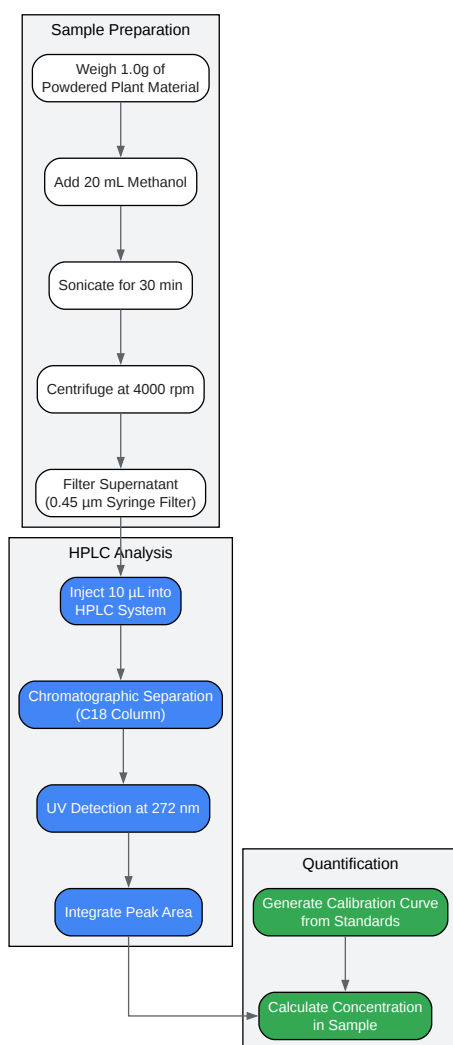 Sample Preparation
Weigh 1.0g of
Powdered Plant Material
Add 20 mL Methanol
Sonicate for 30 min
Centrifuge at 4000 rpm
Filter Supernatant
(0.45 µm Syringe Filter)
HPLC Analysis
Inject 10 µL into
HPLC System
Chromatographic Separation
(C18 Column)
UV Detection at 272 nm
Integrate Peak Area
Quantification
Generate Calibration Curve
from Standards
Calculate Concentration
in Sample